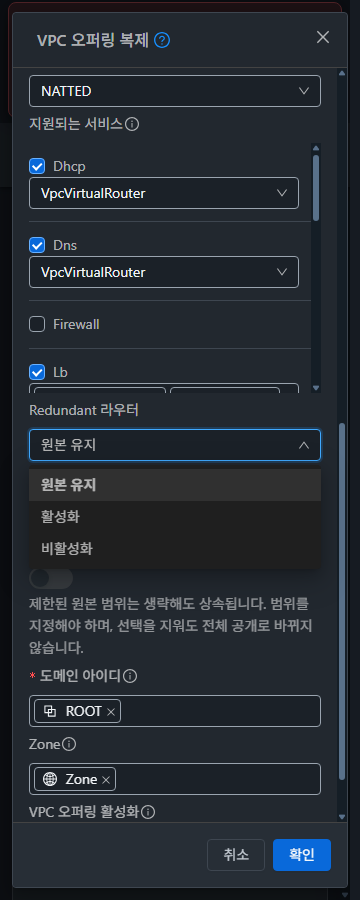 VPC 오퍼링 복제
NATTED
지원되는 서비스
Dhcp
VpcVirtualRouter
Dns
VpcVirtualRouter
Firewall
Lb
Redundant 라우터
원본 유지
원본 유지
활성화
비활성화
제한된 원본 범위는 생략해도 상속됩니다. 범위를
지정해야 하며, 선택을 지워도 전체 공개로 바뀌지
않습니다.
* 도메인 아이디
ROOT
Zone
Zone
VPC 오퍼링 활성화
취소 확인